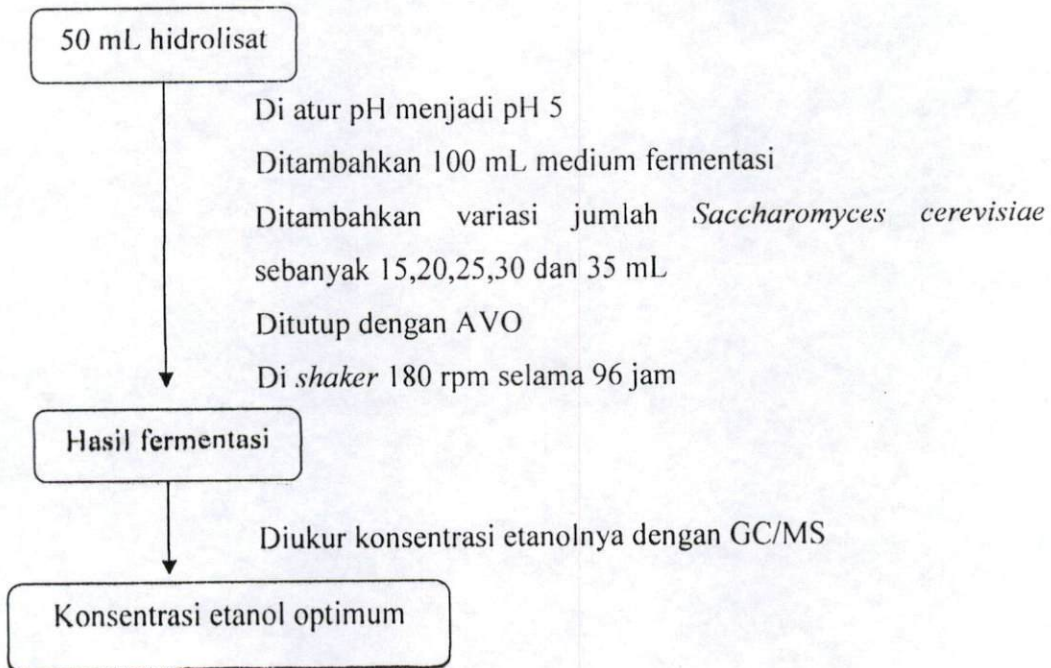 50 mL hidrolisat
Di atur pH menjadi pH 5
Ditambahkan 100 mL medium fermentasi
Ditambahkan variasi jumlah Saccharomyces cerevisiae
sebanyak 15,20,25,30 dan 35 mL
Ditutup dengan AVO
Di shaker 180 rpm selama 96 jam
Hasil fermentasi
Diukur konsentrasi etanolnya dengan GC/MS
Konsentrasi etanol optimum